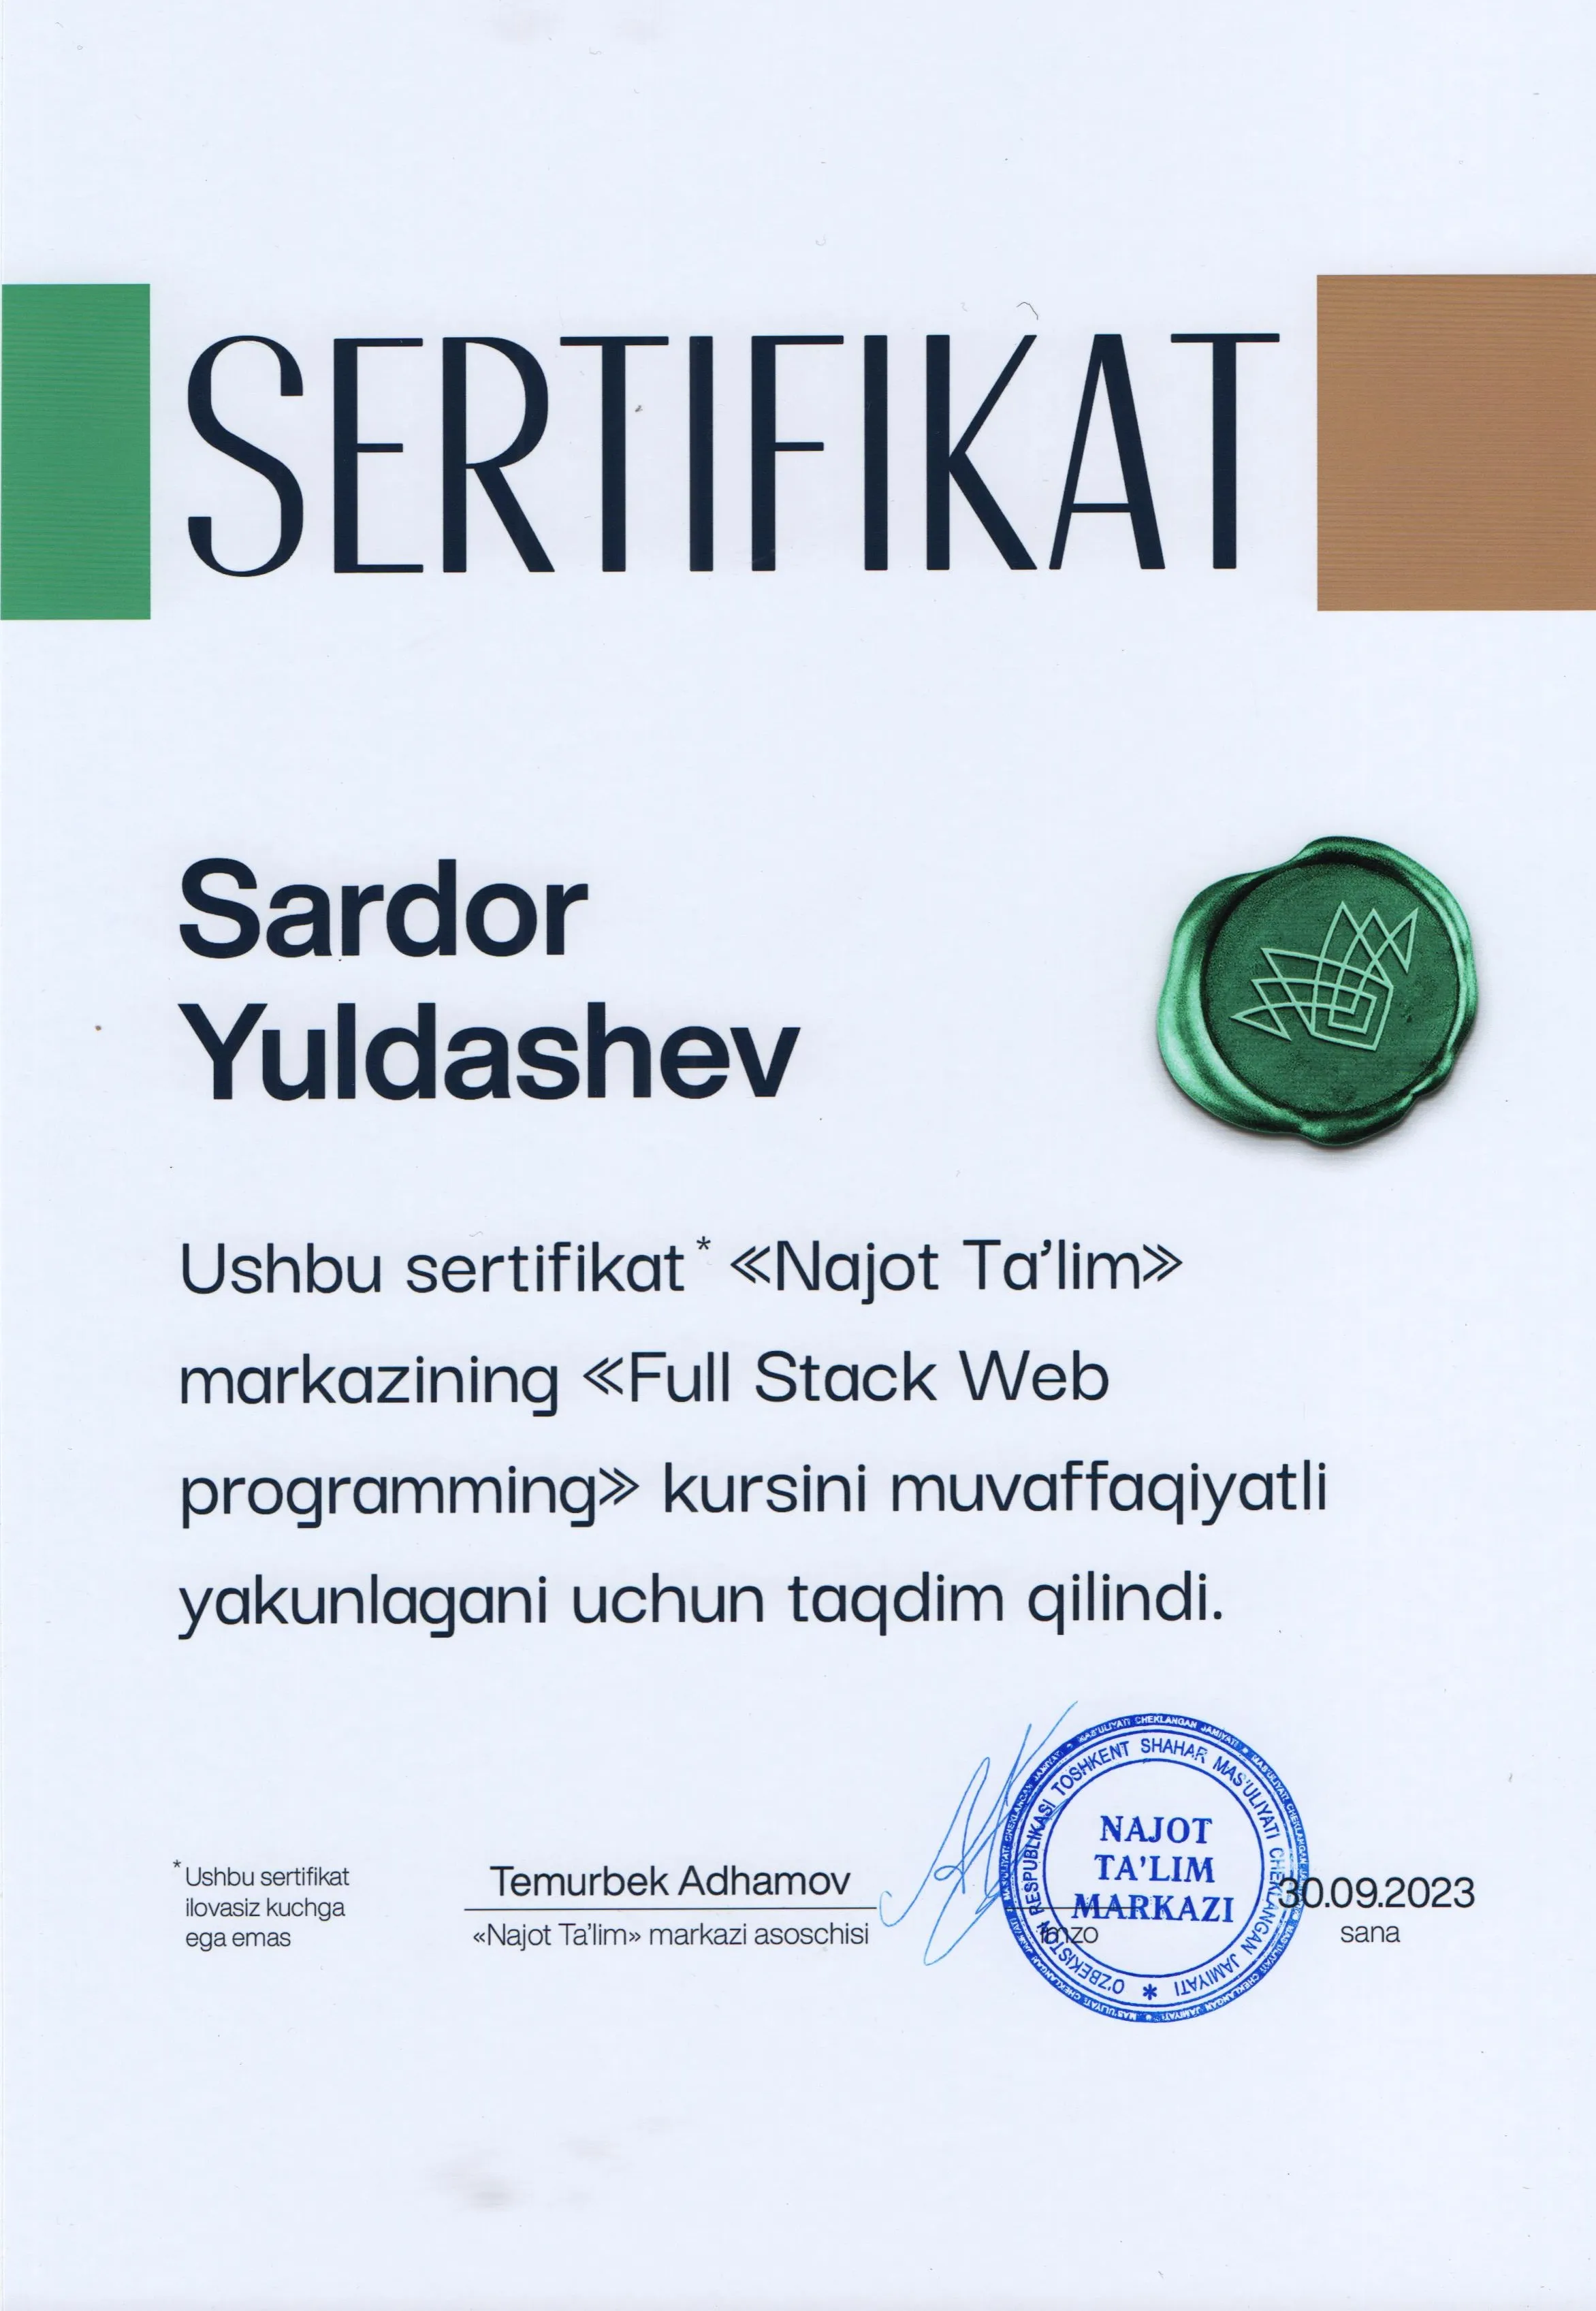 SERTIFIKAT
Sardor
Yuldashev
Ushbu sertifikat* «Najot Ta’lim»
markazining «Full Stack Web
programming» kursini muvaffaqiyatli
yakunlagani uchun taqdim qilindi.
* Ushbu sertifikat
ilovasiz kuchga
ega emas
Temurbek Adhamov
«Najot Ta’lim» markazi asoschisi
imzo
O'ZBEKISTON RESPUBLIKASI TOSHKENT SHAHAR MAS'ULIYATI CHEKLANGAN JAMIYATI *
MAS'ULIYATI CHEKLANGAN JAMIYATI
NAJOT
TA'LIM
MARKAZI
30.09.2023
sana